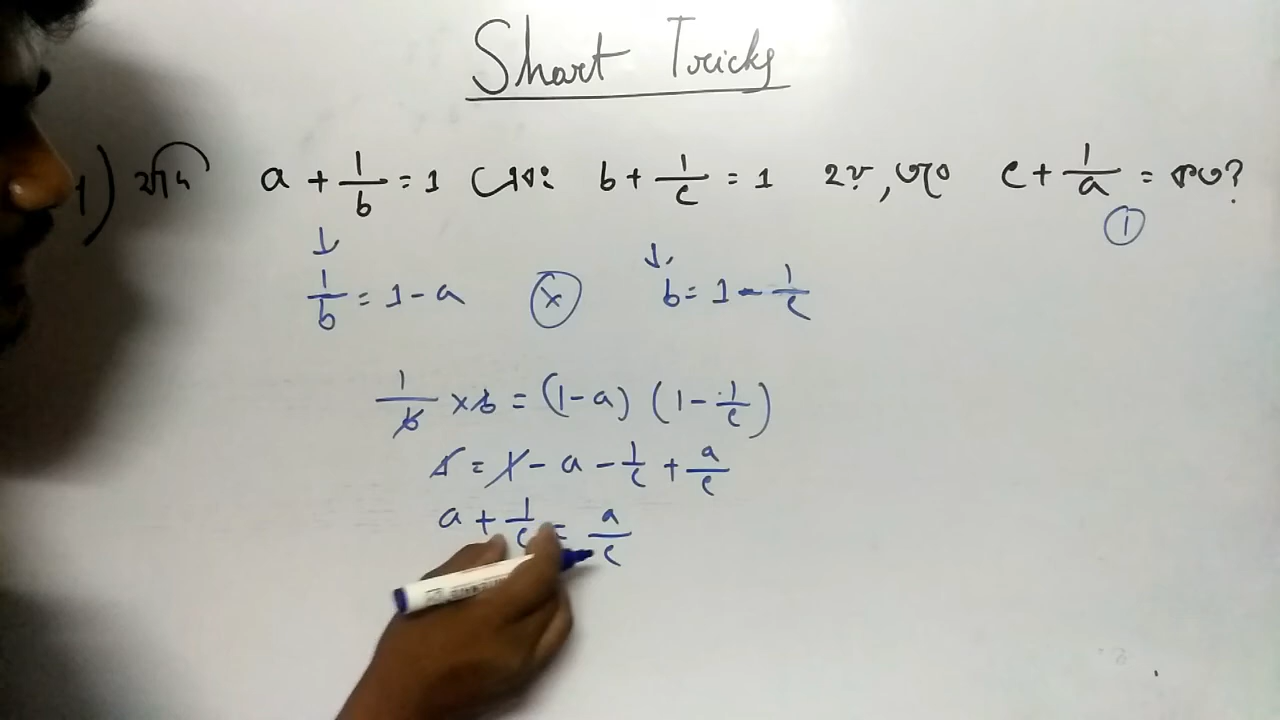 Short Tricks
1) যদি a + 1/b = 1 এবং b + 1/c = 1 হয়, তবে c + 1/a = কত?
①
↓ ↓
1/b = 1 - a ⓧ b = 1 - 1/c
1/b × b = (1 - a) (1 - 1/c)
1 = 1 - a - 1/c + a/c
a + 1/c = a/c